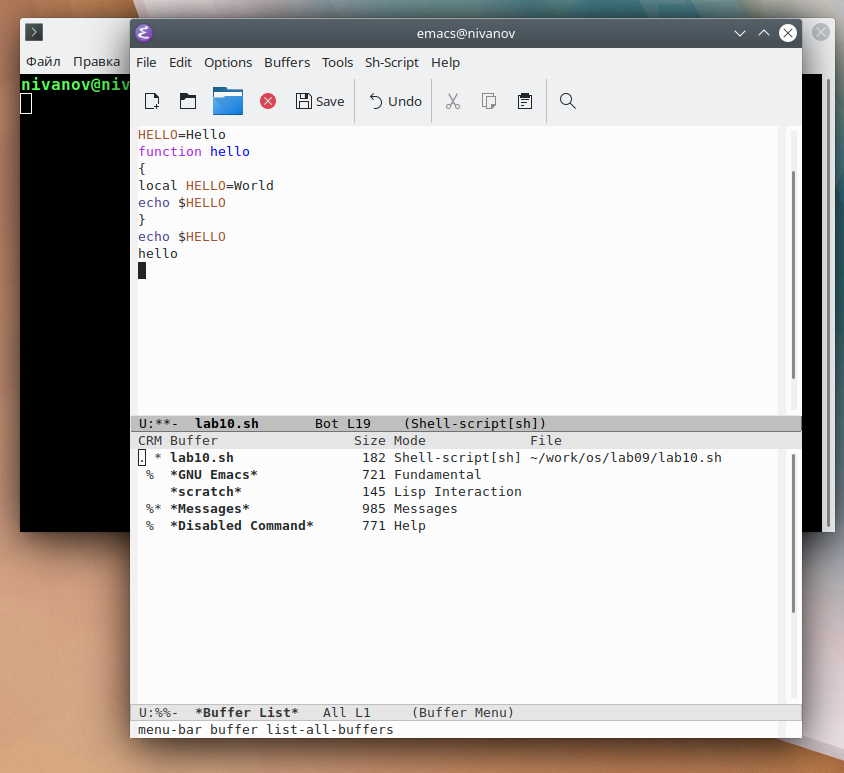 emacs@nivanov
Файл Правка
nivanov@niv
File Edit Options Buffers Tools Sh-Script Help
Save Undo
HELLO=Hello
function hello
{
local HELLO=World
echo $HELLO
}
echo $HELLO
hello
U:**- lab10.sh Bot L19 (Shell-script[sh])
CRM Buffer Size Mode File
. * lab10.sh 182 Shell-script[sh] ~/work/os/lab09/lab10.sh
% *GNU Emacs* 721 Fundamental
*scratch* 145 Lisp Interaction
%* *Messages* 985 Messages
% *Disabled Command* 771 Help
U:%%- *Buffer List* All L1 (Buffer Menu)
menu-bar buffer list-all-buffers